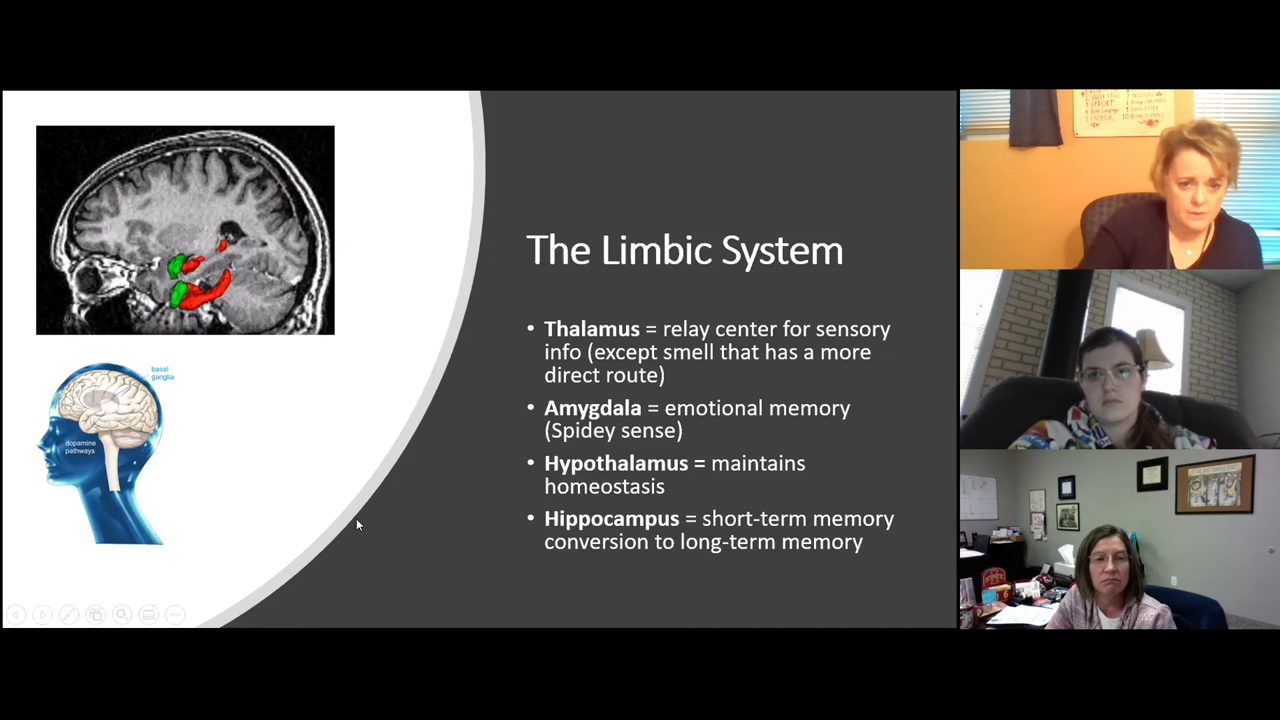 The Limbic System
• Thalamus = relay center for sensory
info (except smell that has a more
direct route)
• Amygdala = emotional memory
(Spidey sense)
• Hypothalamus = maintains
homeostasis
• Hippocampus = short-term memory
conversion to long-term memory
basal
ganglia
dopamine
pathways